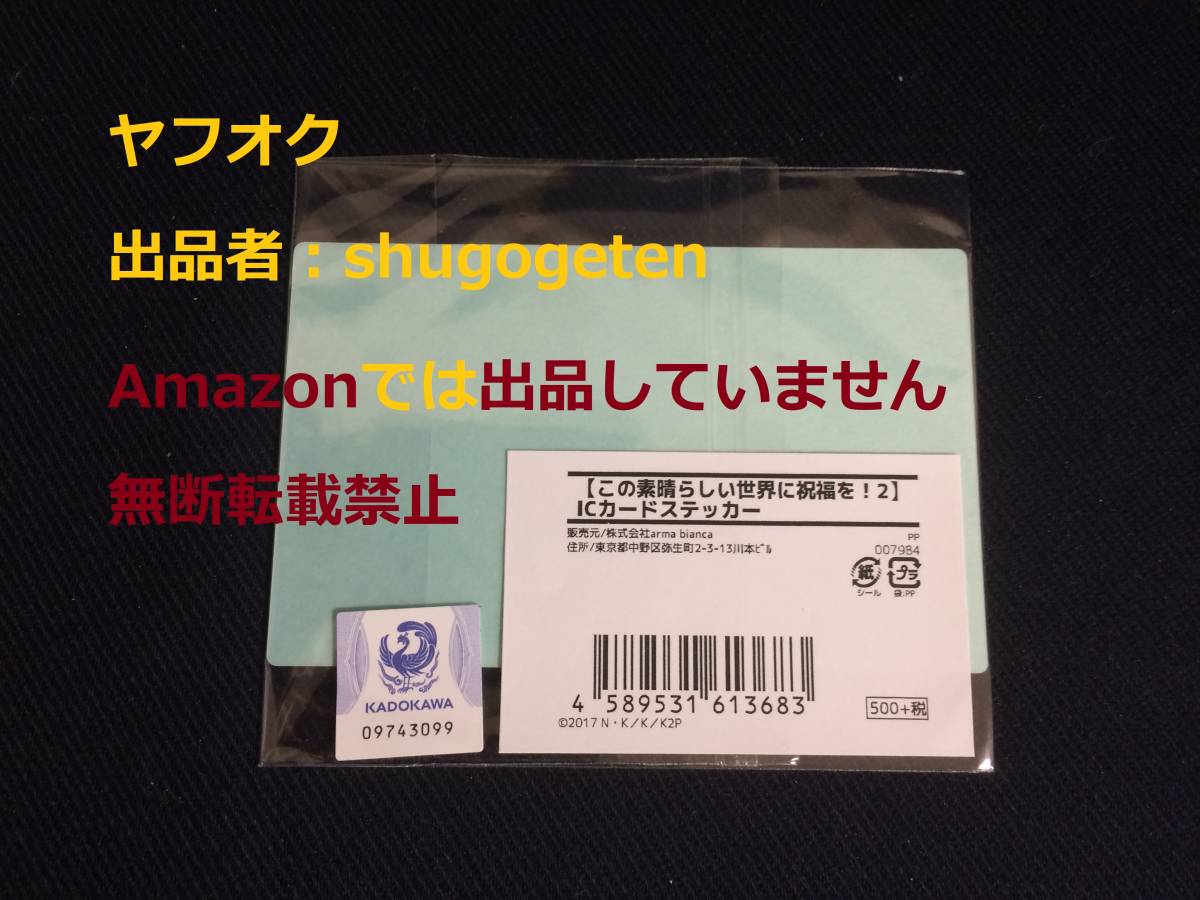 ヤフオク
出品者：shugogeten
Amazonでは出品していません
無断転載禁止
【この素晴らしい世界に祝福を！2】
ICカードステッカー
販売元/株式会社arma bianca
住所/東京都中野区弥生町2-3-13川本ﾋﾞﾙ
PP
007984
紙
シール
プラ
袋:PP
4 589531 613683
500+税
©2017 N・K／K／K2P
KADOKAWA
09743099